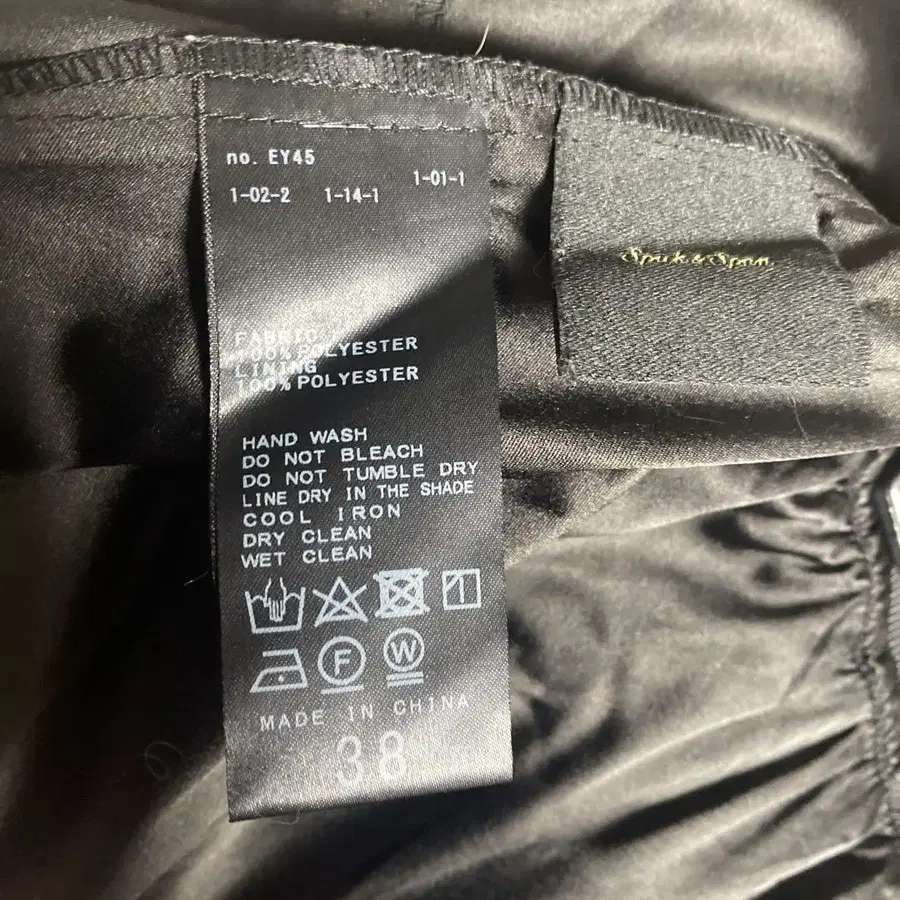 no. EY45
1-02-2 1-14-1 1-01-1
FABRIC
100% POLYESTER
LINING
100% POLYESTER
HAND WASH
DO NOT BLEACH
DO NOT TUMBLE DRY
LINE DRY IN THE SHADE
COOL IRON
DRY CLEAN
WET CLEAN
F W
MADE IN CHINA
38
Spick & Span